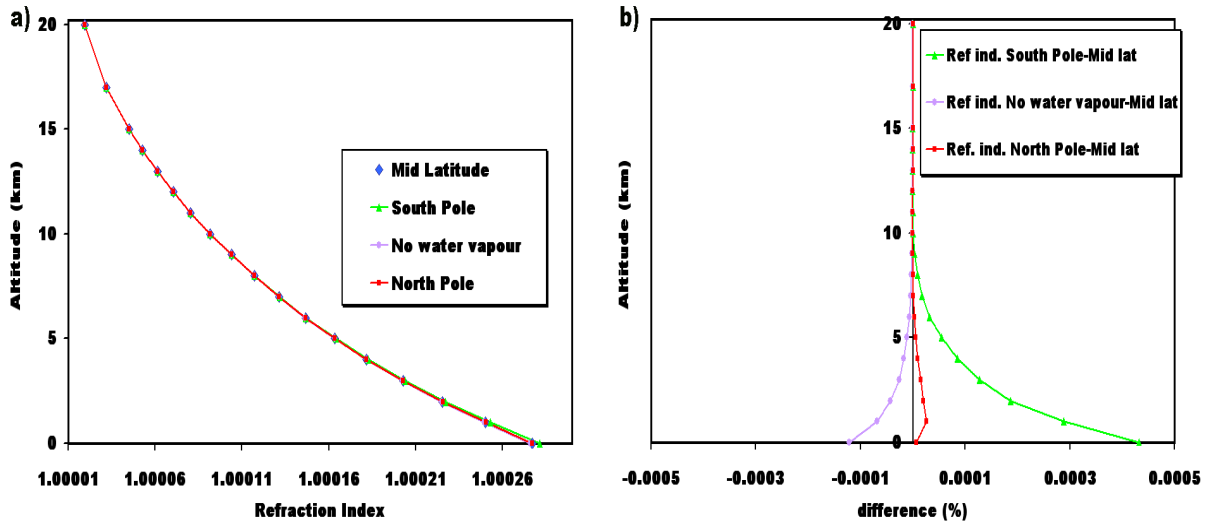 a)
20
15
10
5
0
Altitude (km)
Mid Latitude
South Pole
No water vapour
North Pole
1.00001 1.00006 1.00011 1.00016 1.00021 1.00026
Refraction Index
b)
20
15
10
5
0
Altitude (km)
Ref ind. South Pole-Mid lat
Ref ind. No water vapour-Mid lat
Ref. ind. North Pole-Mid lat
-0.0005 -0.0003 -0.0001 0.0001 0.0003 0.0005
difference (%)